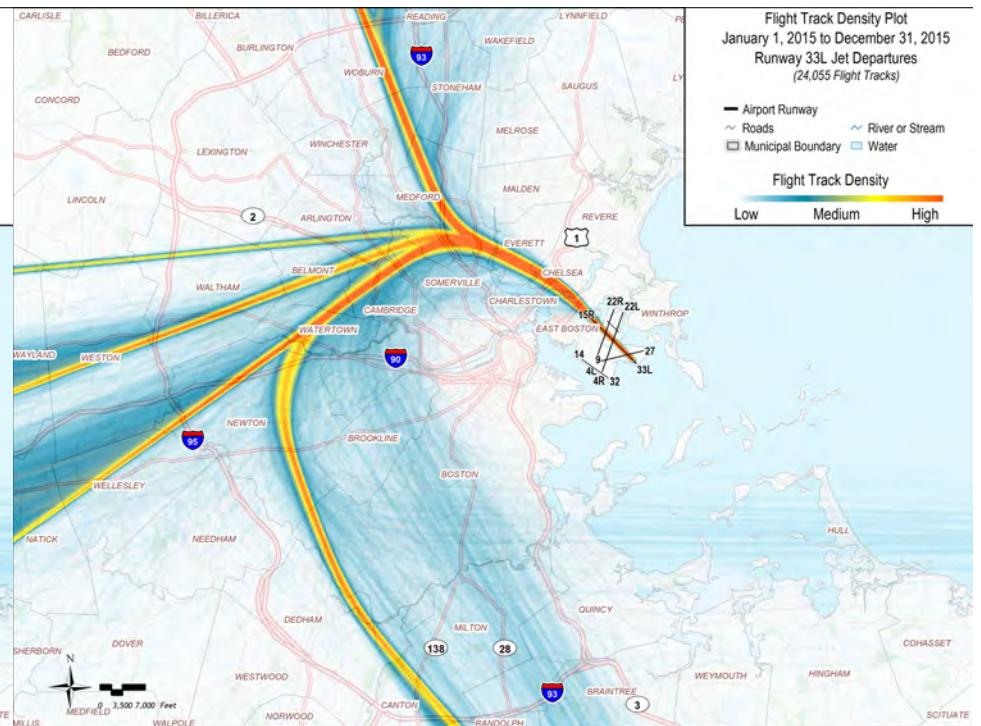 CARLISLE
BILLERICA
READING
LYNNFIELD
Flight Track Density Plot
January 1, 2015 to December 31, 2015
Runway 33L Jet Departures
(24,055 Flight Tracks)
Airport Runway
Roads
River or Stream
Municipal Boundary
Water
Flight Track Density
Low
Medium
High
BEDFORD
BURLINGTON
93
WAKEFIELD
WOBURN
STONEHAM
SAUGUS
CONCORD
WINCHESTER
MELROSE
LEXINGTON
MEDFORD
MALDEN
LINCOLN
2
ARLINGTON
REVERE
1
EVERETT
BELMONT
CHELSEA
WALTHAM
SOMERVILLE
CAMBRIDGE
CHARLESTOWN
22R
22L
15R
WINTHROP
EAST BOSTON
WATERTOWN
WAYLAND
WESTON
90
14
9
27
4L
33L
4R
32
NEWTON
95
BROOKLINE
BOSTON
WELLESLEY
NATICK
NEEDHAM
HULL
QUINCY
DEDHAM
MILTON
SHERBORN
DOVER
138
28
COHASSET
N
WESTWOOD
WEYMOUTH
HINGHAM
0 3,500 7,000 Feet
93
BRAINTREE
3
MEDFIELD
NORWOOD
CANTON
TE
MILLIS
WALPOLE
RANDOLPH
SCITUATE